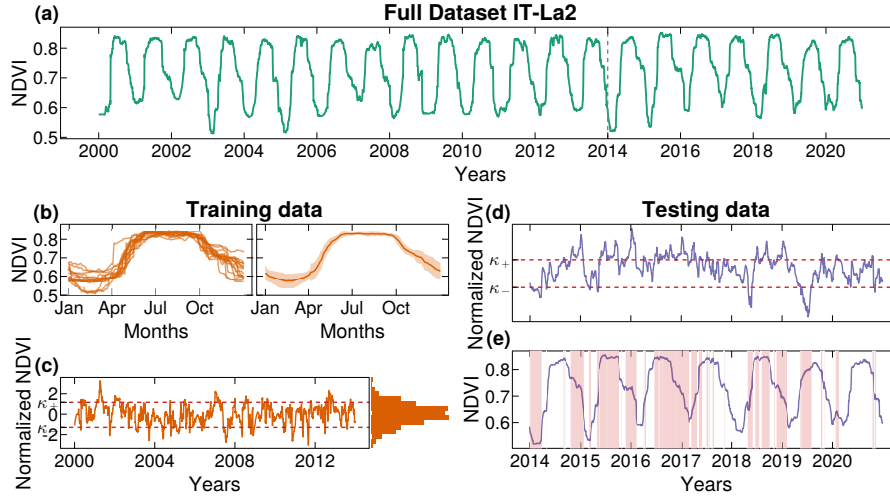 (a) Full Dataset IT-La2
NDVI
0.8
0.7
0.6
0.5
2000 2002 2004 2006 2008 2010 2012 2014 2016 2018 2020
Years
(b) Training data
NDVI
0.8
0.7
0.6
0.5
Jan Apr Jul Oct Jan Apr Jul Oct
Months Months
(c)
Normalized NDVI
2
κ+
0
κ−
-2
2000 2004 2008 2012
Years
(d) Testing data
Normalized NDVI
κ+
κ−
(e)
NDVI
0.8
0.7
0.6
2014 2015 2016 2017 2018 2019 2020
Years